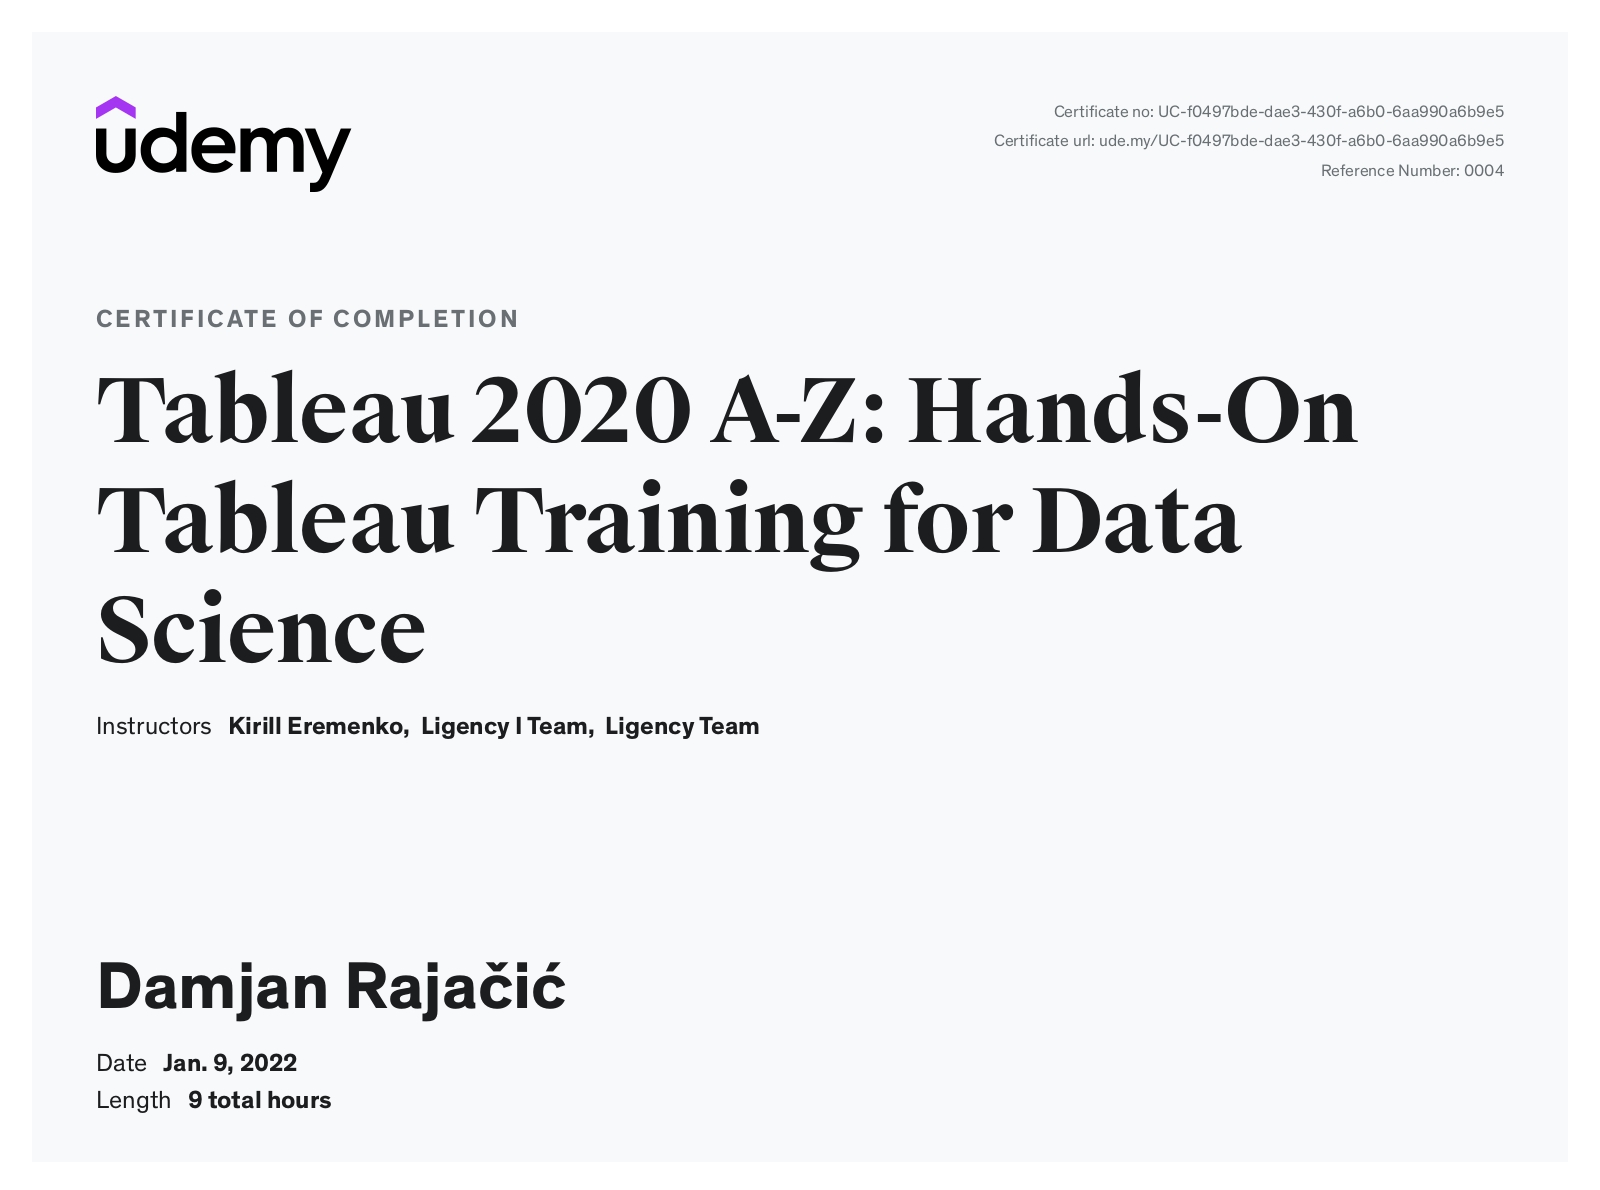 udemy
Certificate no: UC-f0497bde-dae3-430f-a6b0-6aa990a6b9e5
Certificate url: ude.my/UC-f0497bde-dae3-430f-a6b0-6aa990a6b9e5
Reference Number: 0004
CERTIFICATE OF COMPLETION
Tableau 2020 A-Z: Hands-On
Tableau Training for Data
Science
Instructors Kirill Eremenko, Ligency I Team, Ligency Team
Damjan Rajačić
Date Jan. 9, 2022
Length 9 total hours